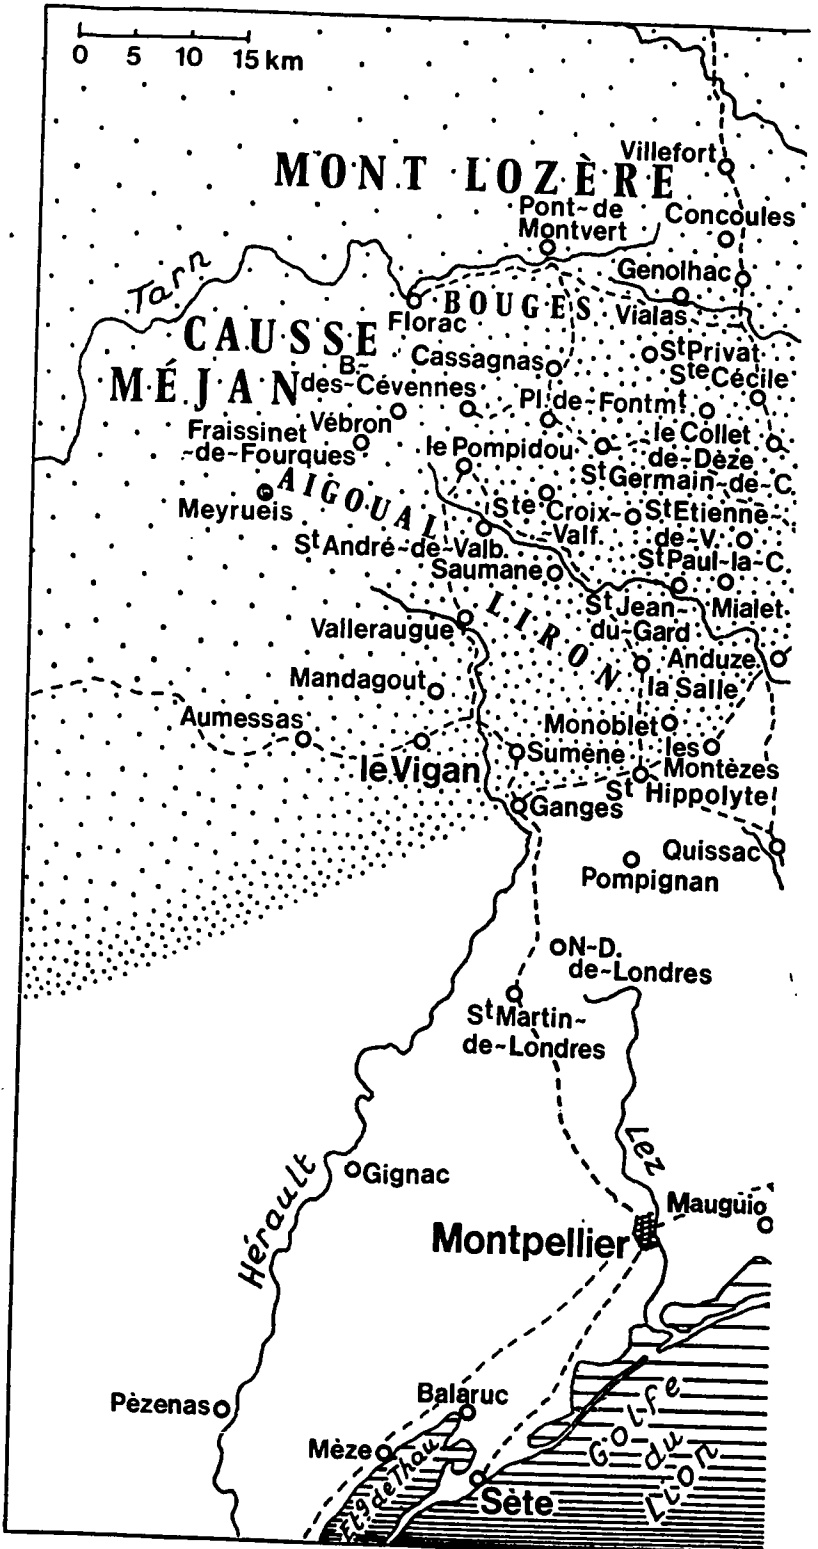 0 5 10 15 km
Villefort
MONT LOZÈRE
Pont-de
Montvert
Concoules
Tarn
Genolhac
BOUGES
Florac
Vialas
CAUSSE
MÉJAN
Cassagnas
St Privat
Ste Cécile
B.-
des-Cévennes
Pl.de-Fontmt
Vébron
le Collet
de-Dèze
Fraissinet
-de-Fourques
le Pompidou
St Germain-de-C
AIGOUAL
Meyrueis
Ste Croix-
Valf.
St Etienne-
de-V.
St André-de-Valb.
St Paul-la-C.
Saumane
LIRON
St Jean-
du-Gard
Mialet
Valleraugue
Anduze
la Salle
Mandagout
Aumessas
Monoblet
les
Montèzes
le Vigan
Sumène
St Hippolyte
Ganges
Quissac
Pompignan
N-D.
de-Londres
St Martin-
de-Londres
Lez
Hérault
Gignac
Mauguio
Montpellier
Pèzenas
Balaruc
Mèze
Etg de Thau
Sète
Golfe
du
Lion